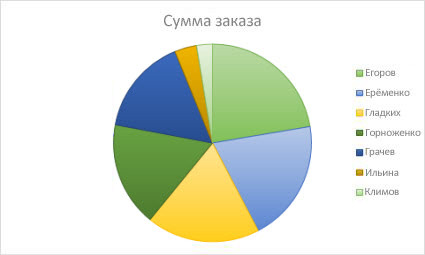 Сумма заказа
Егоров
Ерёменко
Гладких
Горноженко
Грачев
Ильина
Климов